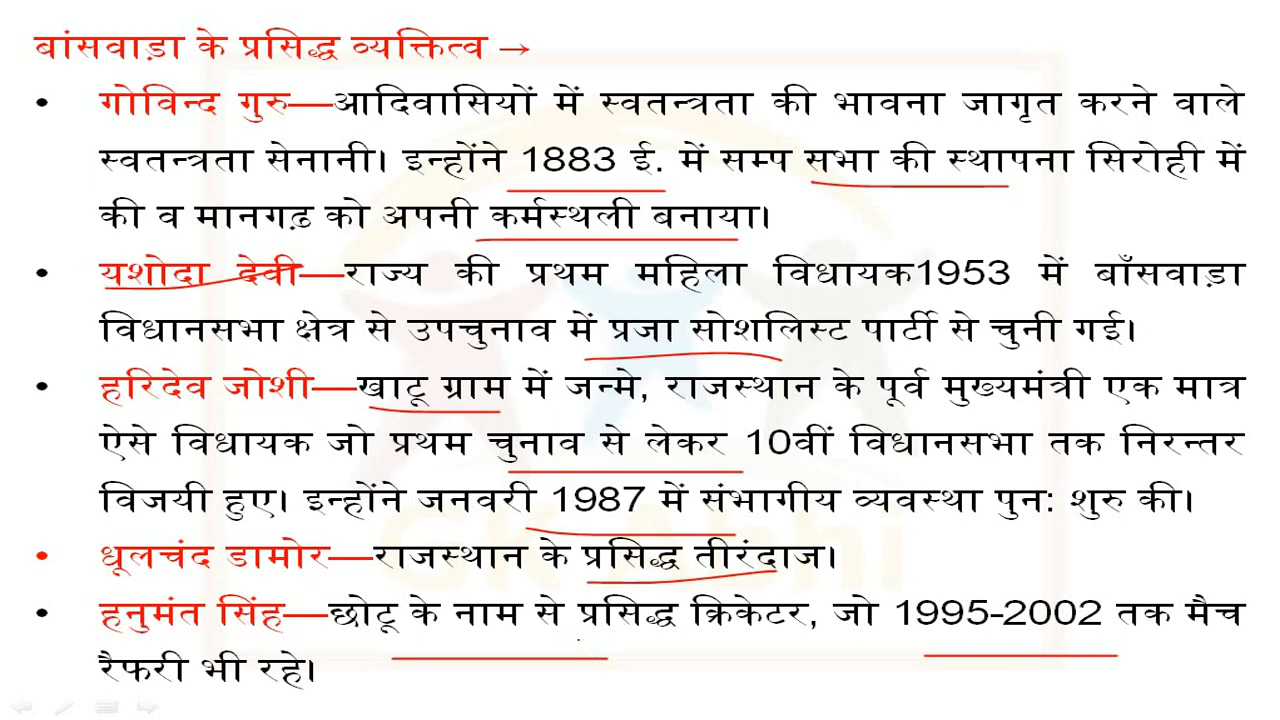 बांसवाड़ा के प्रसिद्ध व्यक्तित्व →
• गोविन्द गुरु—आदिवासियों में स्वतन्त्रता की भावना जागृत करने वाले
स्वतन्त्रता सेनानी। इन्होंने 1883 ई. में सम्प सभा की स्थापना सिरोही में
की व मानगढ़ को अपनी कर्मस्थली बनाया।
• यशोदा देवी—राज्य की प्रथम महिला विधायक1953 में बाँसवाड़ा
विधानसभा क्षेत्र से उपचुनाव में प्रजा सोशलिस्ट पार्टी से चुनी गई।
• हरिदेव जोशी—खाटू ग्राम में जन्मे, राजस्थान के पूर्व मुख्यमंत्री एक मात्र
ऐसे विधायक जो प्रथम चुनाव से लेकर 10वीं विधानसभा तक निरन्तर
विजयी हुए। इन्होंने जनवरी 1987 में संभागीय व्यवस्था पुन: शुरु की।
• धूलचंद डामोर—राजस्थान के प्रसिद्ध तीरंदाज।
• हनुमंत सिंह—छोटू के नाम से प्रसिद्ध क्रिकेटर, जो 1995-2002 तक मैच
रैफरी भी रहे।